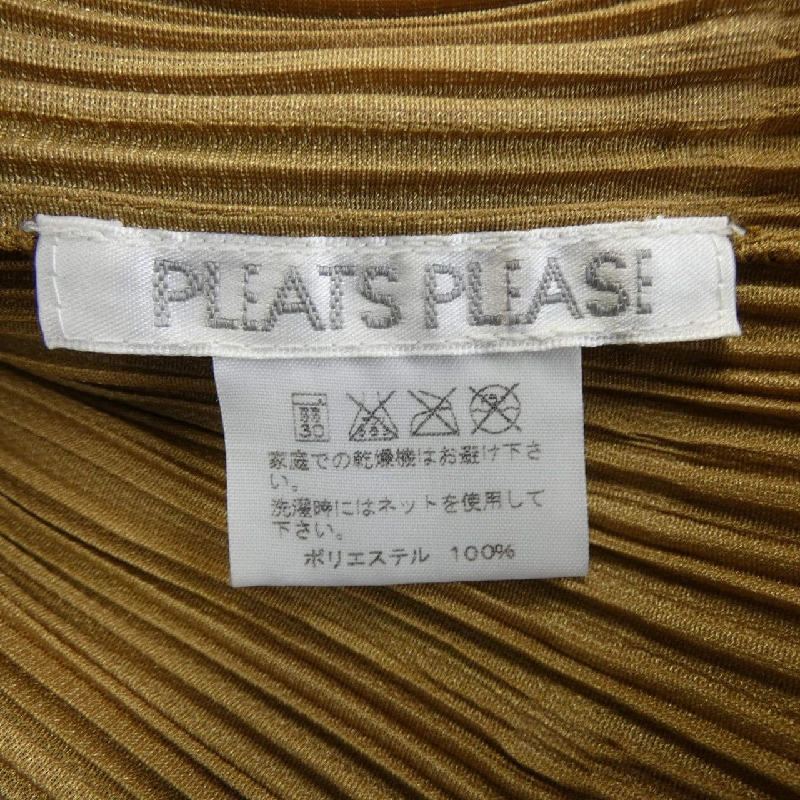 PLEATS PLEASE
30
家庭での乾燥機はお避け下さ
い。
洗濯時にはネットを使用して
下さい。
ポリエステル 100%